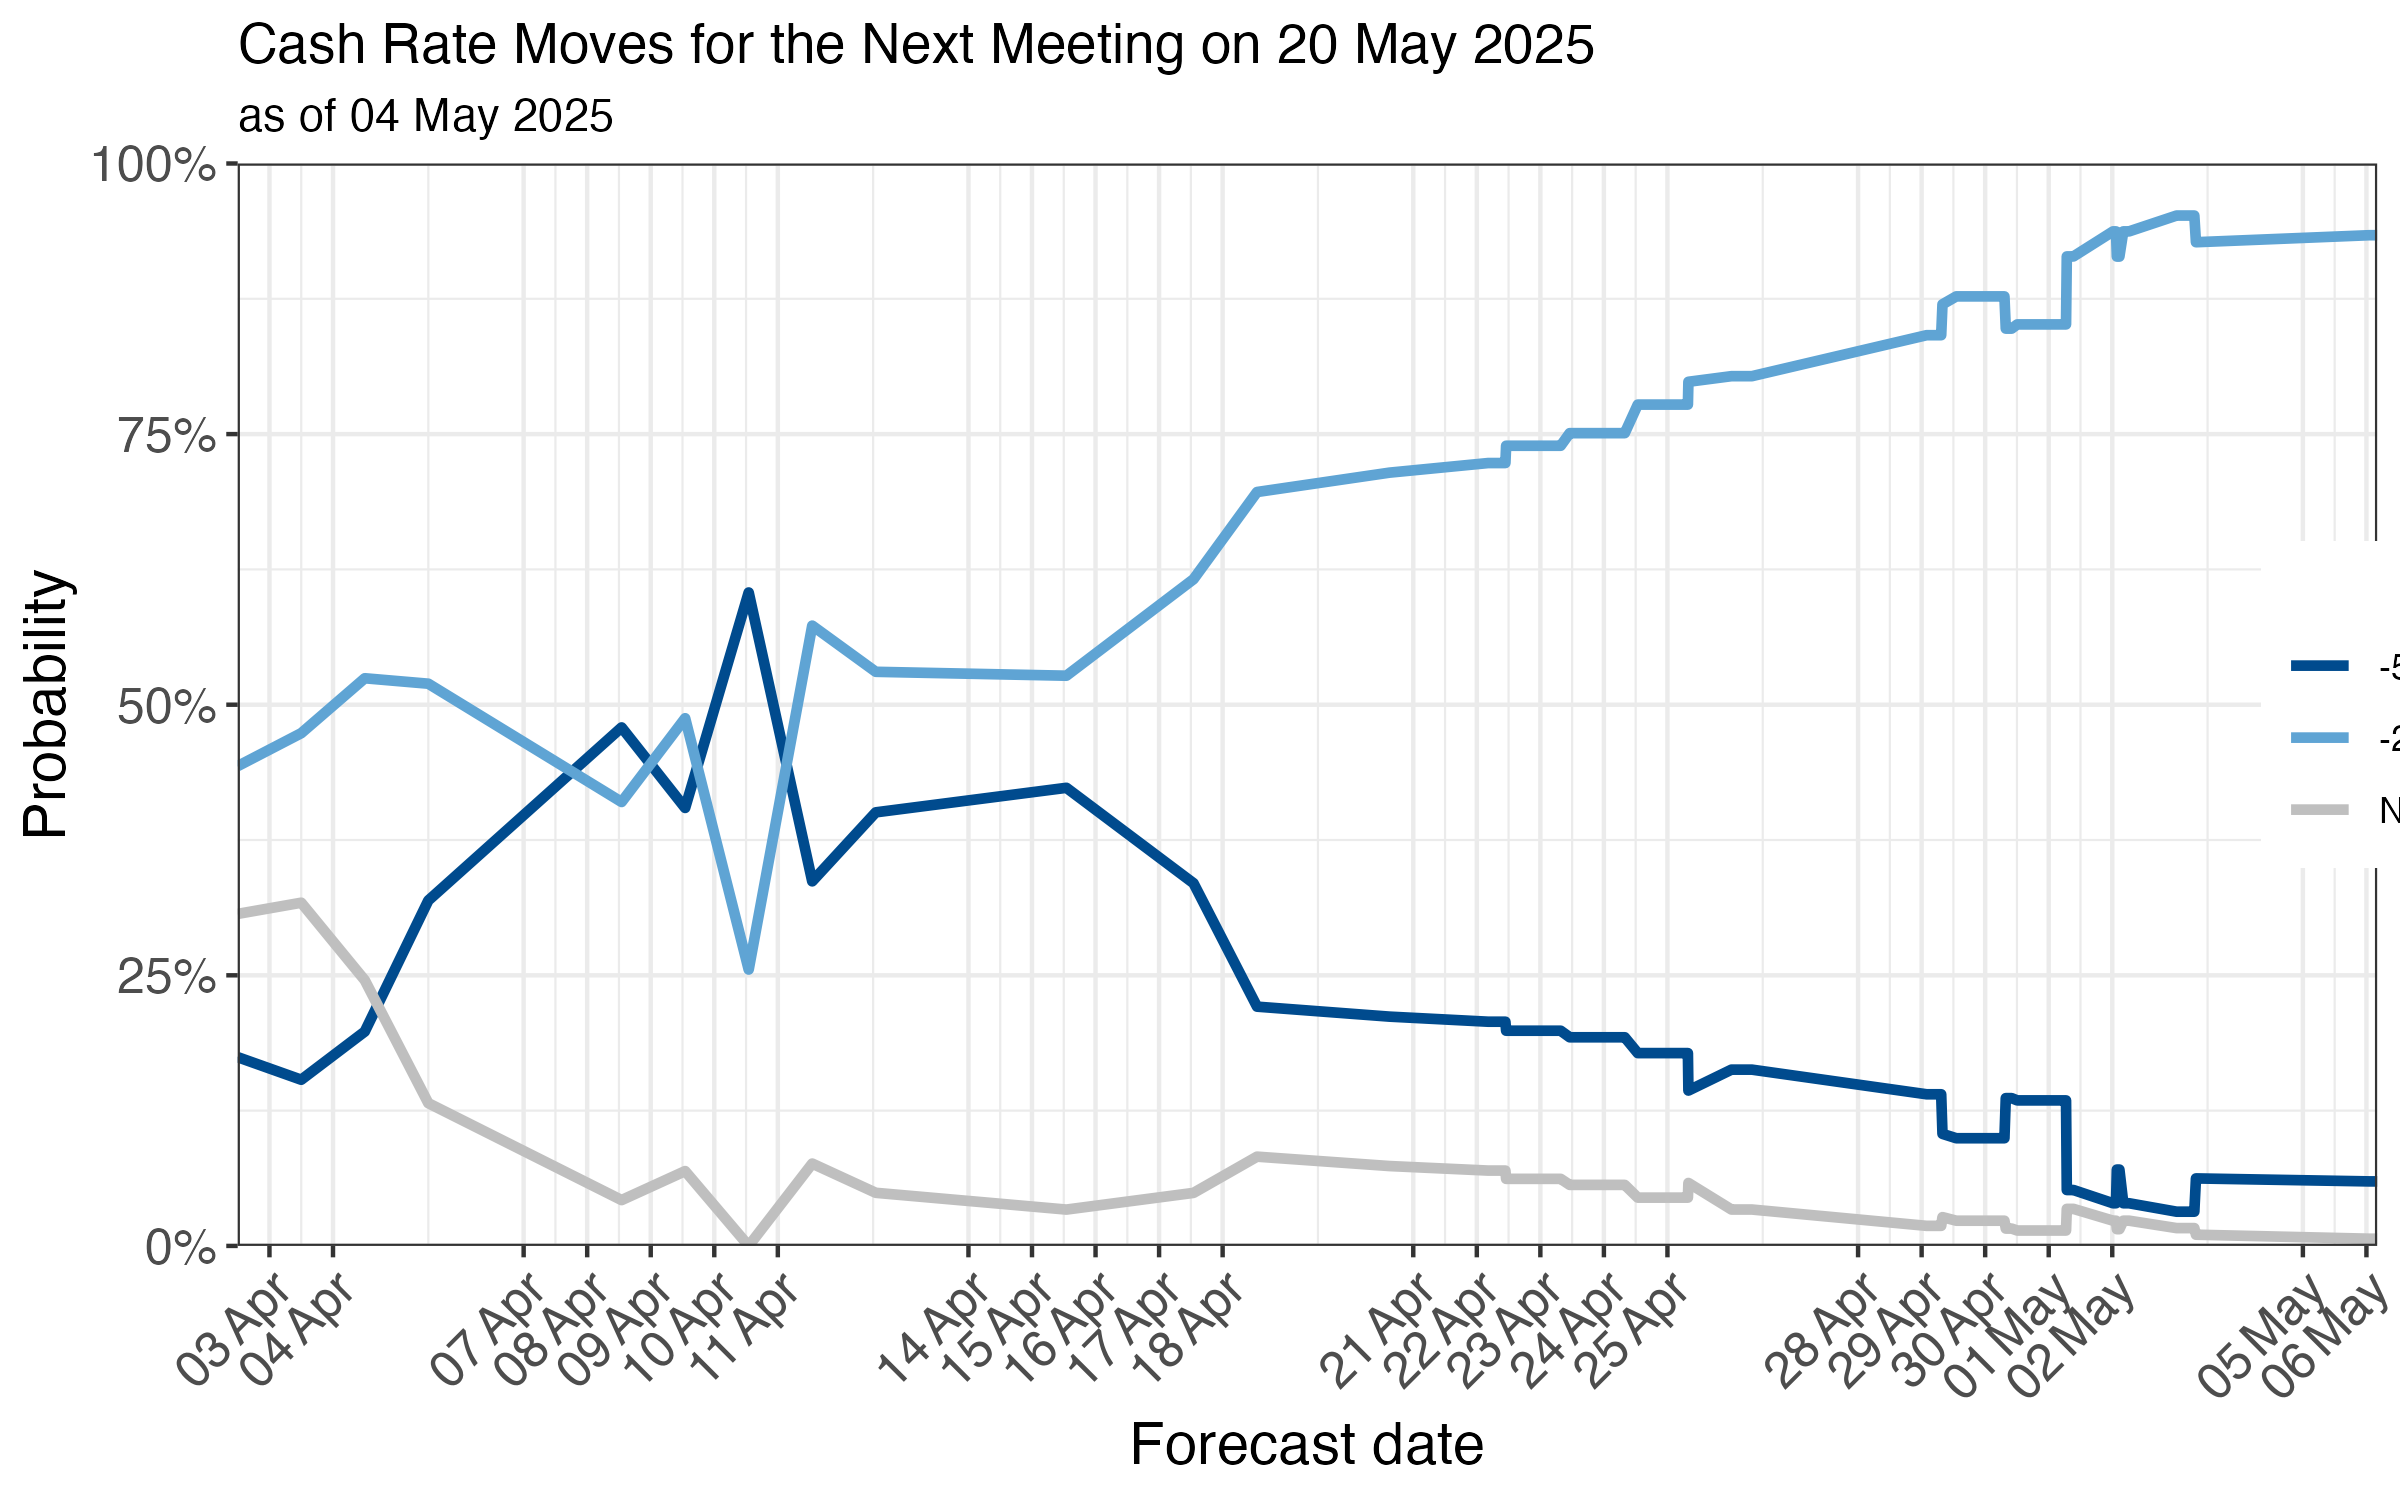 Cash Rate Moves for the Next Meeting on 20 May 2025
as of 04 May 2025
100%
75%
50%
25%
0%
Probability
-5
-2
N
03 Apr
04 Apr
07 Apr
08 Apr
09 Apr
10 Apr
11 Apr
14 Apr
15 Apr
16 Apr
17 Apr
18 Apr
21 Apr
22 Apr
23 Apr
24 Apr
25 Apr
28 Apr
29 Apr
30 Apr
01 May
02 May
05 May
06 May
Forecast date